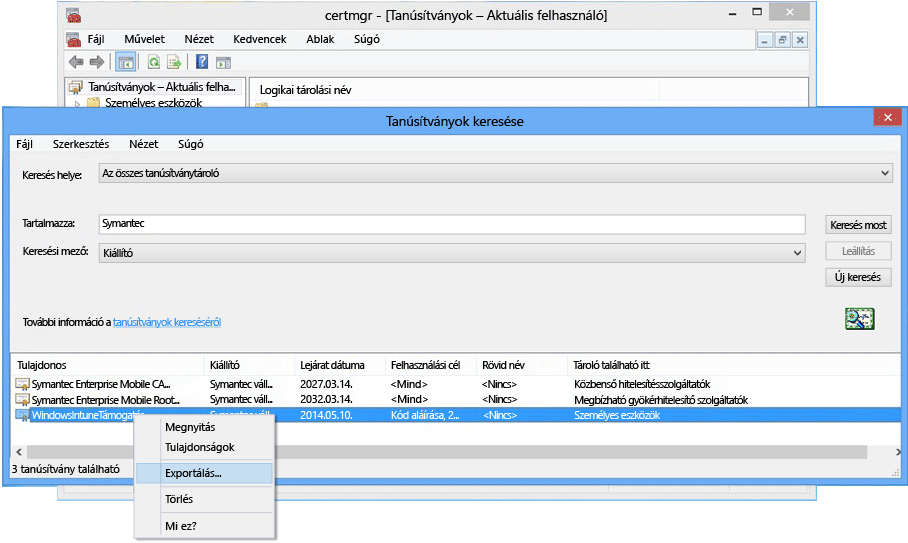 certmgr - [Tanúsítványok – Aktuális felhasználó]
Fájl Művelet Nézet Kedvencek Ablak Súgó
Tanúsítványok – Aktuális felha... Logikai tárolási név
Személyes eszközök
Tanúsítványok keresése
Fájl Szerkesztés Nézet Súgó
Keresés helye: Az összes tanúsítványtároló
Tartalmazza: Symantec Keresés most
Keresési mező: Kiállító Leállítás
Új keresés
További információ a tanúsítványok kereséséről
Tulajdonos Kiállító Lejárat dátuma Felhasználási cél Rövid név Tároló található itt:
Symantec Enterprise Mobile CA... Symantec váll... 2027.03.14. <Mind> <Nincs> Közbenső hitelesítésszolgáltatók
Symantec Enterprise Mobile Root... Symantec váll... 2032.03.14. <Mind> <Nincs> Megbízható gyökérhitelesítő szolgáltatók
WindowsIntuneTámogatás Symantec váll... 2014.05.10. Kód aláírása, 2... <Nincs> Személyes eszközök
Megnyitás
Tulajdonságok
Exportálás...
3 tanúsítvány található
Törlés
Mi ez?